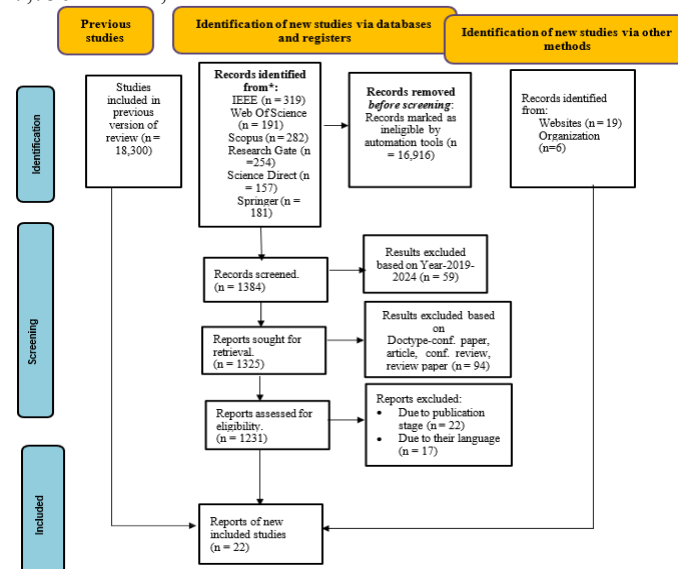 Previous
studies
Identification of new studies via databases
and registers
Identification of new studies via other
methods
Identification
Studies
included in
previous
version of
review (n =
18,300)
Records identified
from*:
IEEE (n = 319)
Web Of Science
(n = 191)
Scopus (n = 282)
Research Gate (n
=254)
Science Direct (n
= 157)
Springer (n =
181)
Records removed
before screening:
Records marked as
ineligible by
automation tools (n
= 16,916)
Records identified
from:
Websites (n = 19)
Organization
(n=6)
Screening
Records screened.
(n = 1384)
Results excluded
based on Year-2019-
2024 (n = 59)
Reports sought for
retrieval.
(n = 1325)
Results excluded based
on
Doctype-conf. paper,
article, conf. review,
review paper (n = 94)
Reports assessed for
eligibility.
(n = 1231)
Reports excluded:
• Due to publication
stage (n = 22)
• Due to their language
(n = 17)
Included
Reports of new
included studies
(n = 22)